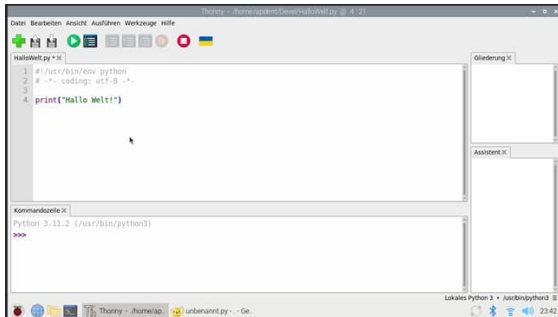 Thonny - /home/apdent/Devel/HalloWelt.py @ 4:21
Datei Bearbeiten Ansicht Ausführen Werkzeuge Hilfe
HalloWelt.py *
Gliederung
1 #!/usr/bin/env python
2 # -*- coding: utf-8 -*-
3
4 print("Hallo Welt!")
Assistent
Kommandozeile
Python 3.11.2 (/usr/bin/python3)
>>>
Lokales Python 3 • /usr/bin/python3
Thonny - /home/ap..
unbenannt.py - . - Ge..
23:42